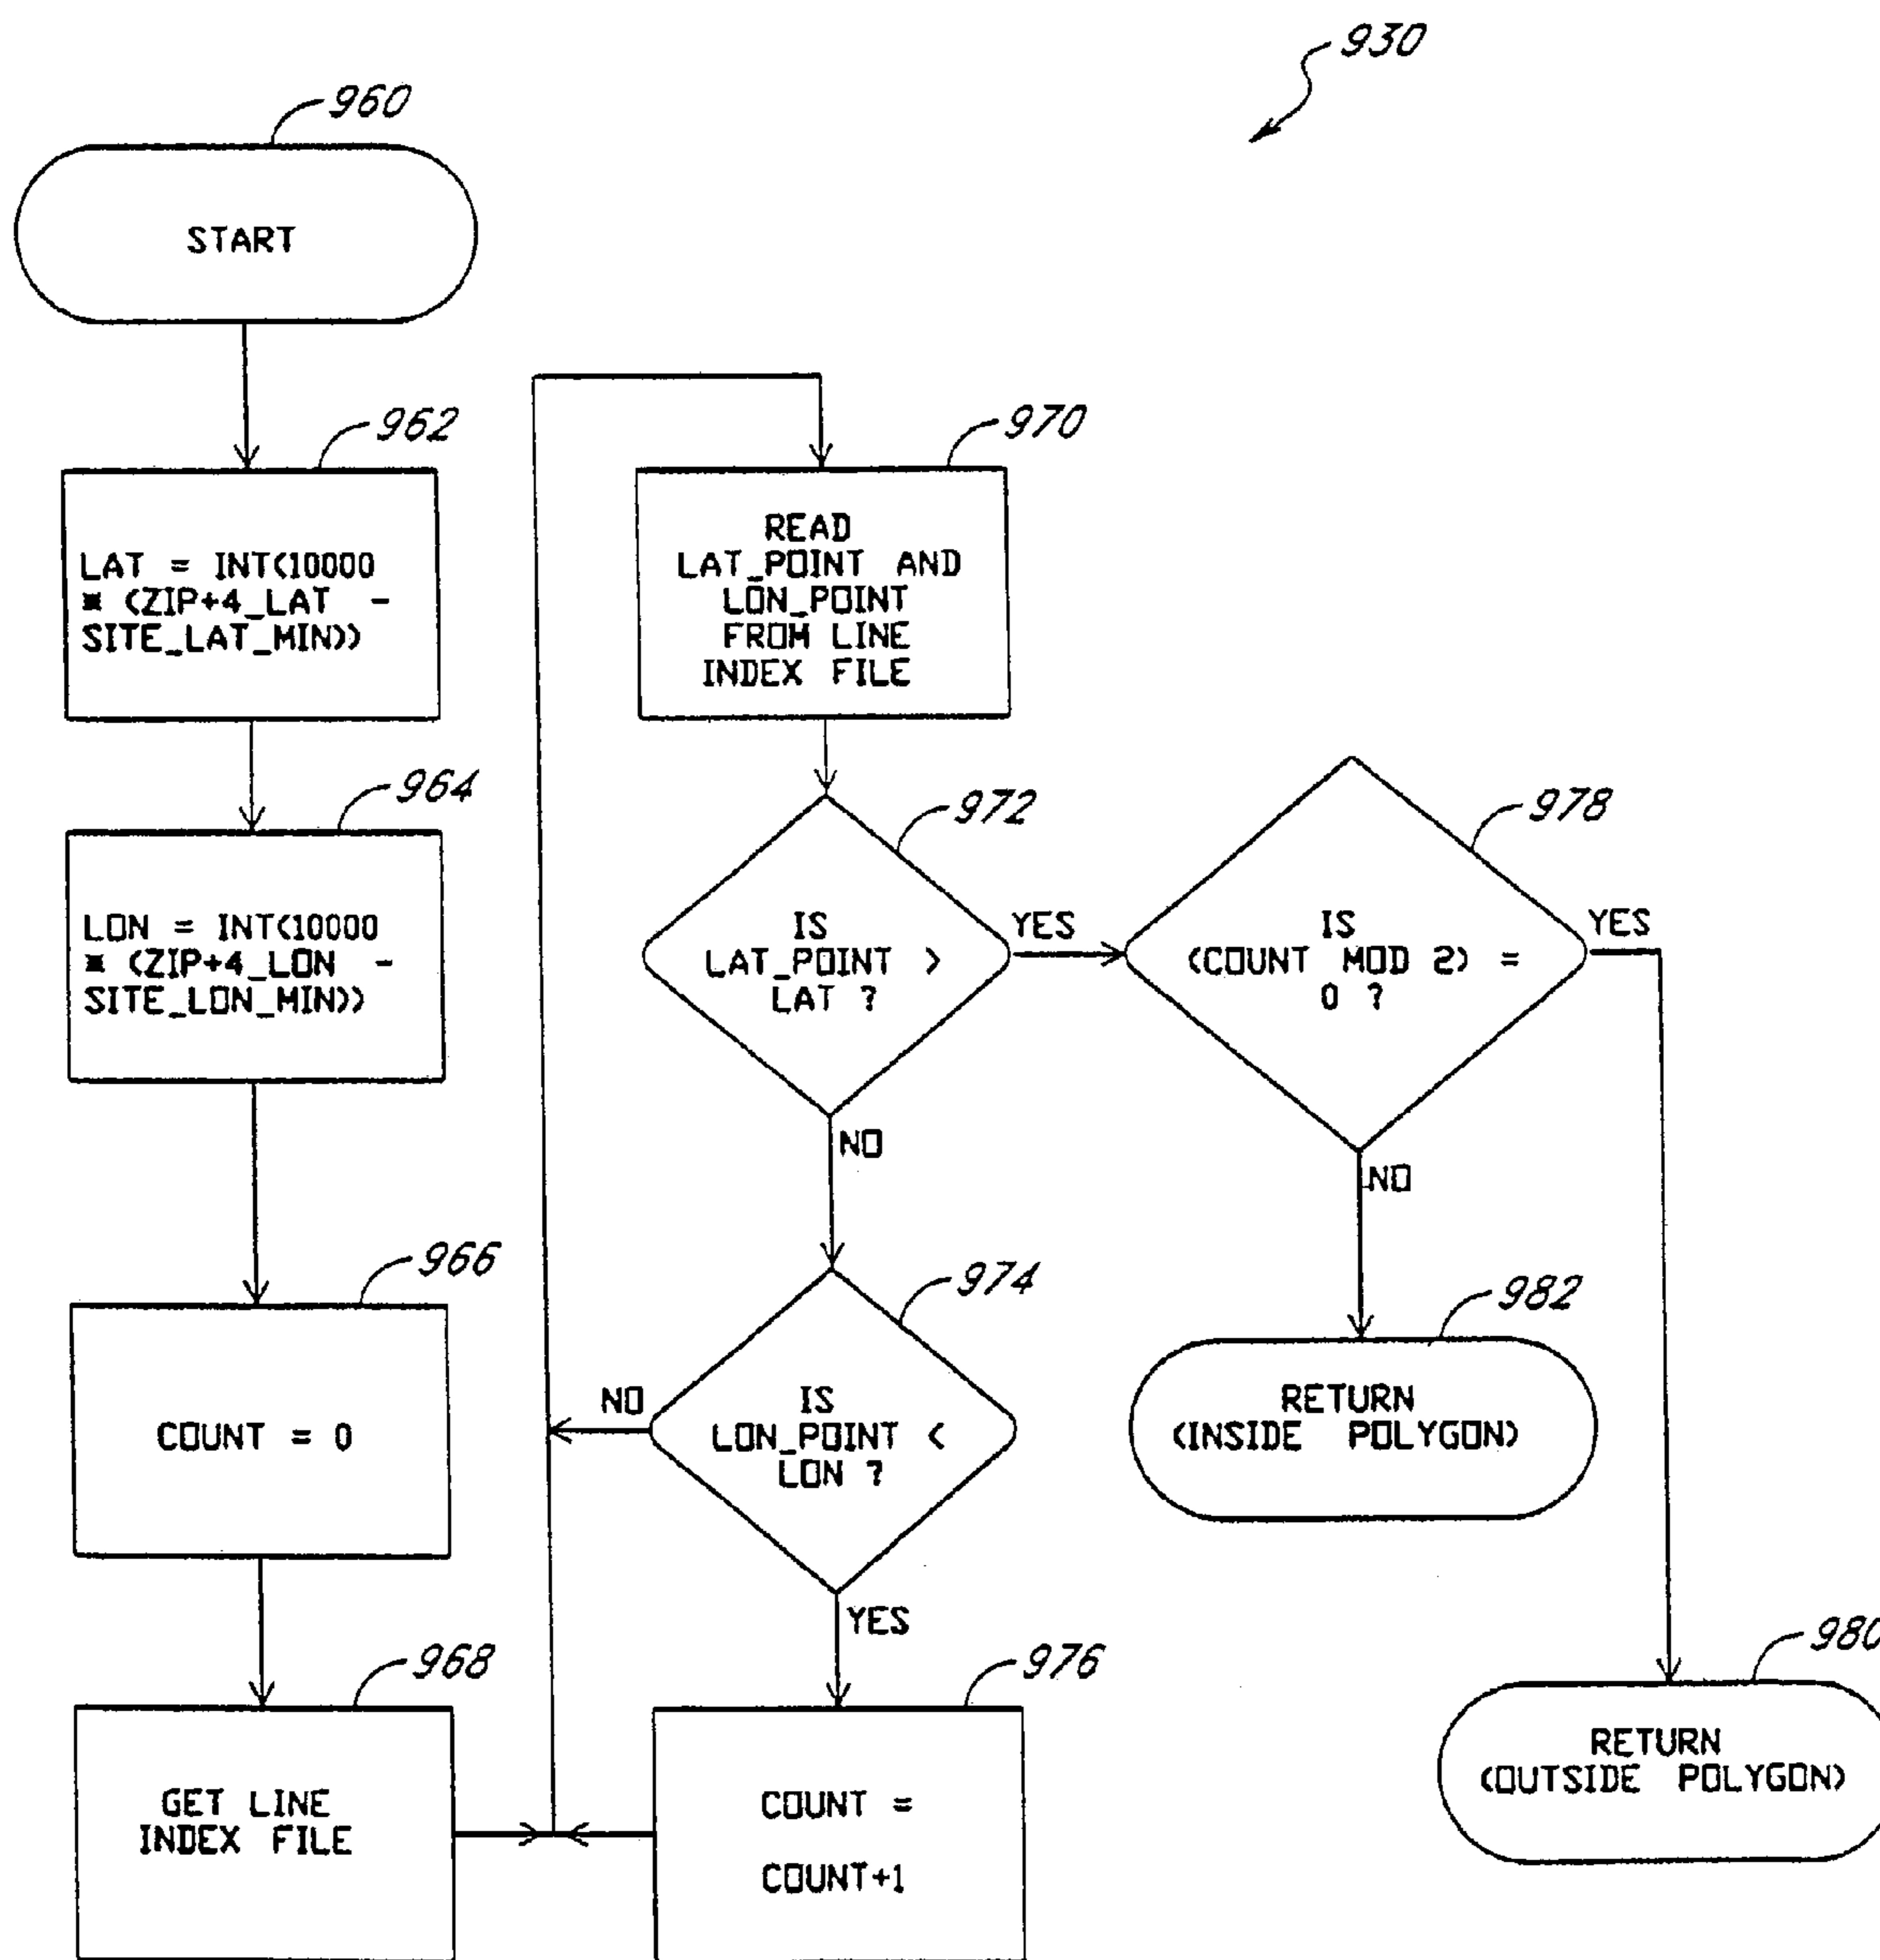 930
960
START
962
LAT = INT(10000
* (ZIP+4_LAT -
SITE_LAT_MIN))
964
LON = INT(10000
* (ZIP+4_LON -
SITE_LON_MIN))
966
COUNT = 0
968
GET LINE
INDEX FILE
970
READ
LAT_POINT AND
LON_POINT
FROM LINE
INDEX FILE
972
IS
LAT_POINT >
LAT ?
YES
NO
974
IS
LON_POINT <
LON ?
NO
YES
976
COUNT =
COUNT+1
978
IS
(COUNT MOD 2) =
0 ?
YES
NO
982
RETURN
(INSIDE POLYGON)
980
RETURN
(OUTSIDE POLYGON)